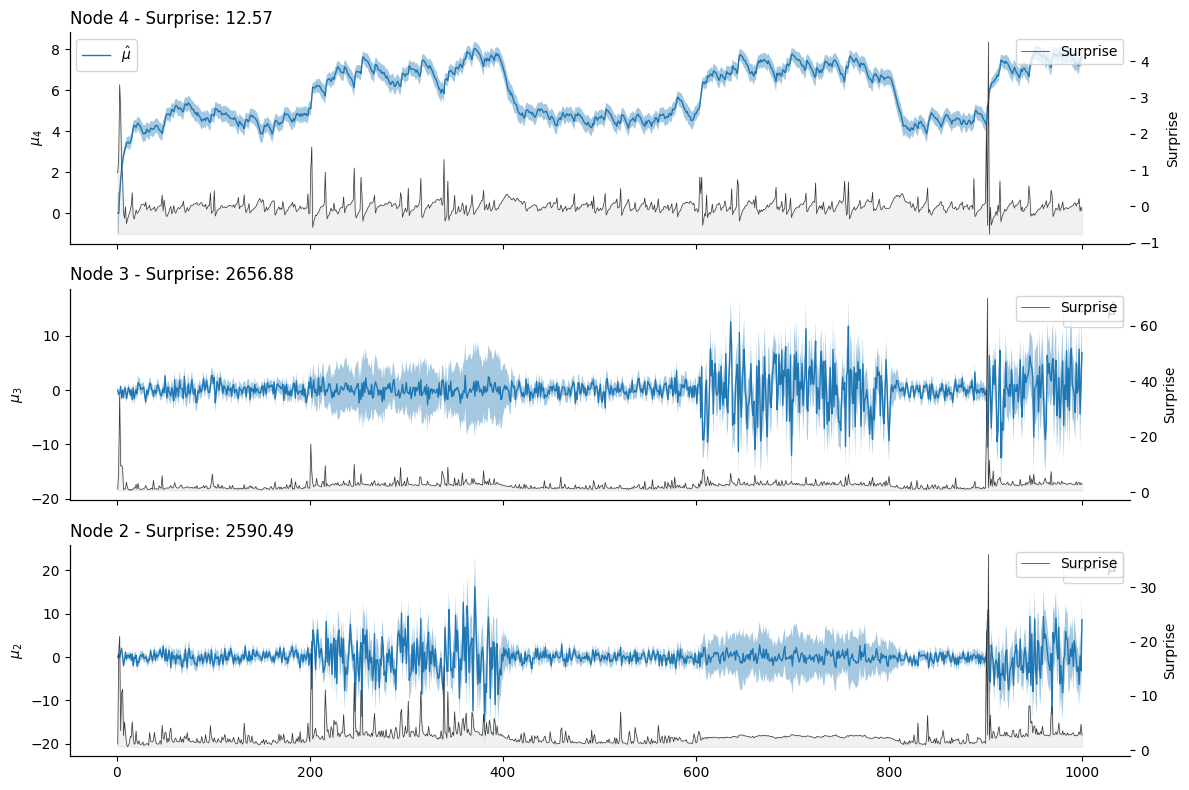 Node 4 - Surprise: 12.57
μ̂
Surprise
8
6
4
2
0
μ4
4
3
2
1
0
−1
Surprise
Node 3 - Surprise: 2656.88
Surprise
10
0
−10
−20
μ3
60
40
20
0
Surprise
Node 2 - Surprise: 2590.49
Surprise
20
10
0
−10
−20
μ2
30
20
10
0
Surprise
0 200 400 600 800 1000